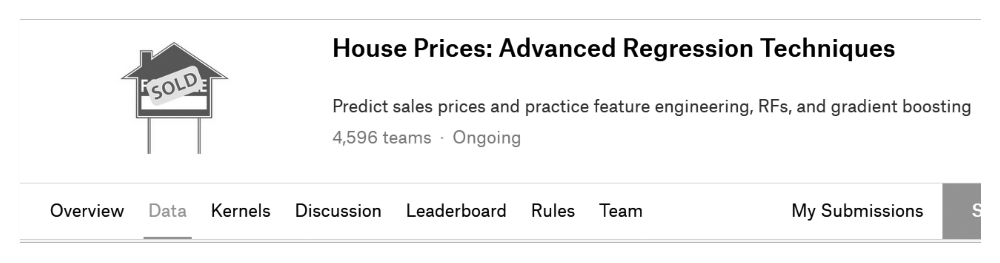 SOLD
House Prices: Advanced Regression Techniques
Predict sales prices and practice feature engineering, RFs, and gradient boosting
4,596 teams · Ongoing
Overview Data Kernels Discussion Leaderboard Rules Team My Submissions